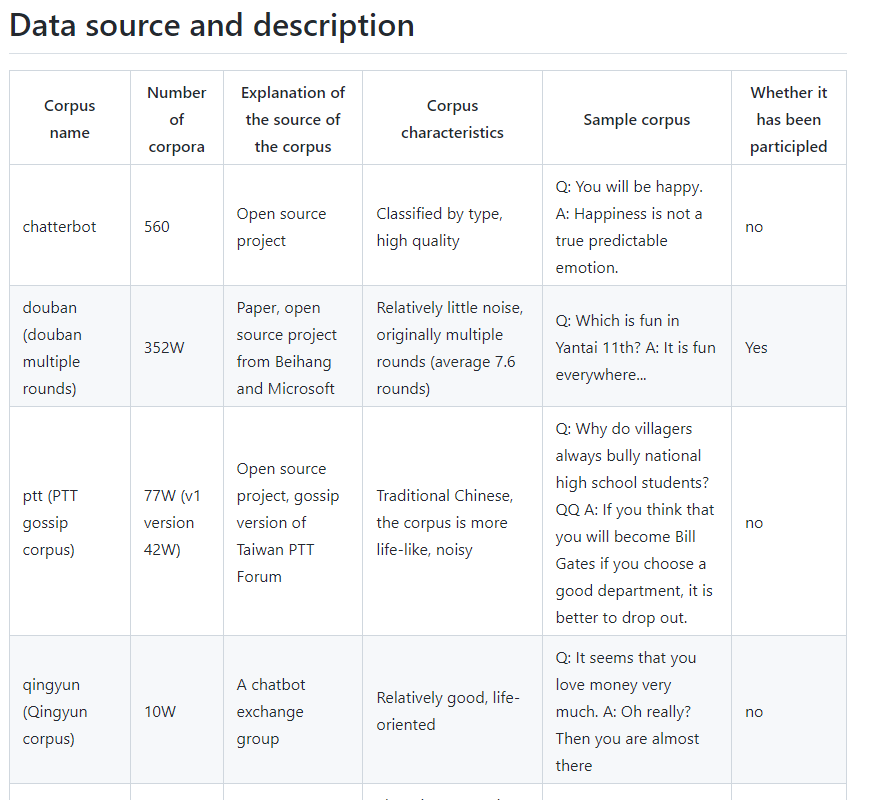 Data source and description
Corpus
name
Number
of
corpora
Explanation of
the source of
the corpus
Corpus
characteristics
Sample corpus
Whether it
has been
participled
chatterbot
560
Open source
project
Classified by type,
high quality
Q: You will be happy.
A: Happiness is not a
true predictable
emotion.
no
douban
(douban
multiple
rounds)
352W
Paper, open
source project
from Beihang
and Microsoft
Relatively little noise,
originally multiple
rounds (average 7.6
rounds)
Q: Which is fun in
Yantai 11th? A: It is fun
everywhere...
Yes
ptt (PTT
gossip
corpus)
77W (v1
version
42W)
Open source
project, gossip
version of
Taiwan PTT
Forum
Traditional Chinese,
the corpus is more
life-like, noisy
Q: Why do villagers
always bully national
high school students?
QQ A: If you think that
you will become Bill
Gates if you choose a
good department, it is
better to drop out.
no
qingyun
(Qingyun
corpus)
10W
A chatbot
exchange
group
Relatively good, life-
oriented
Q: It seems that you
love money very
much. A: Oh really?
Then you are almost
there
no